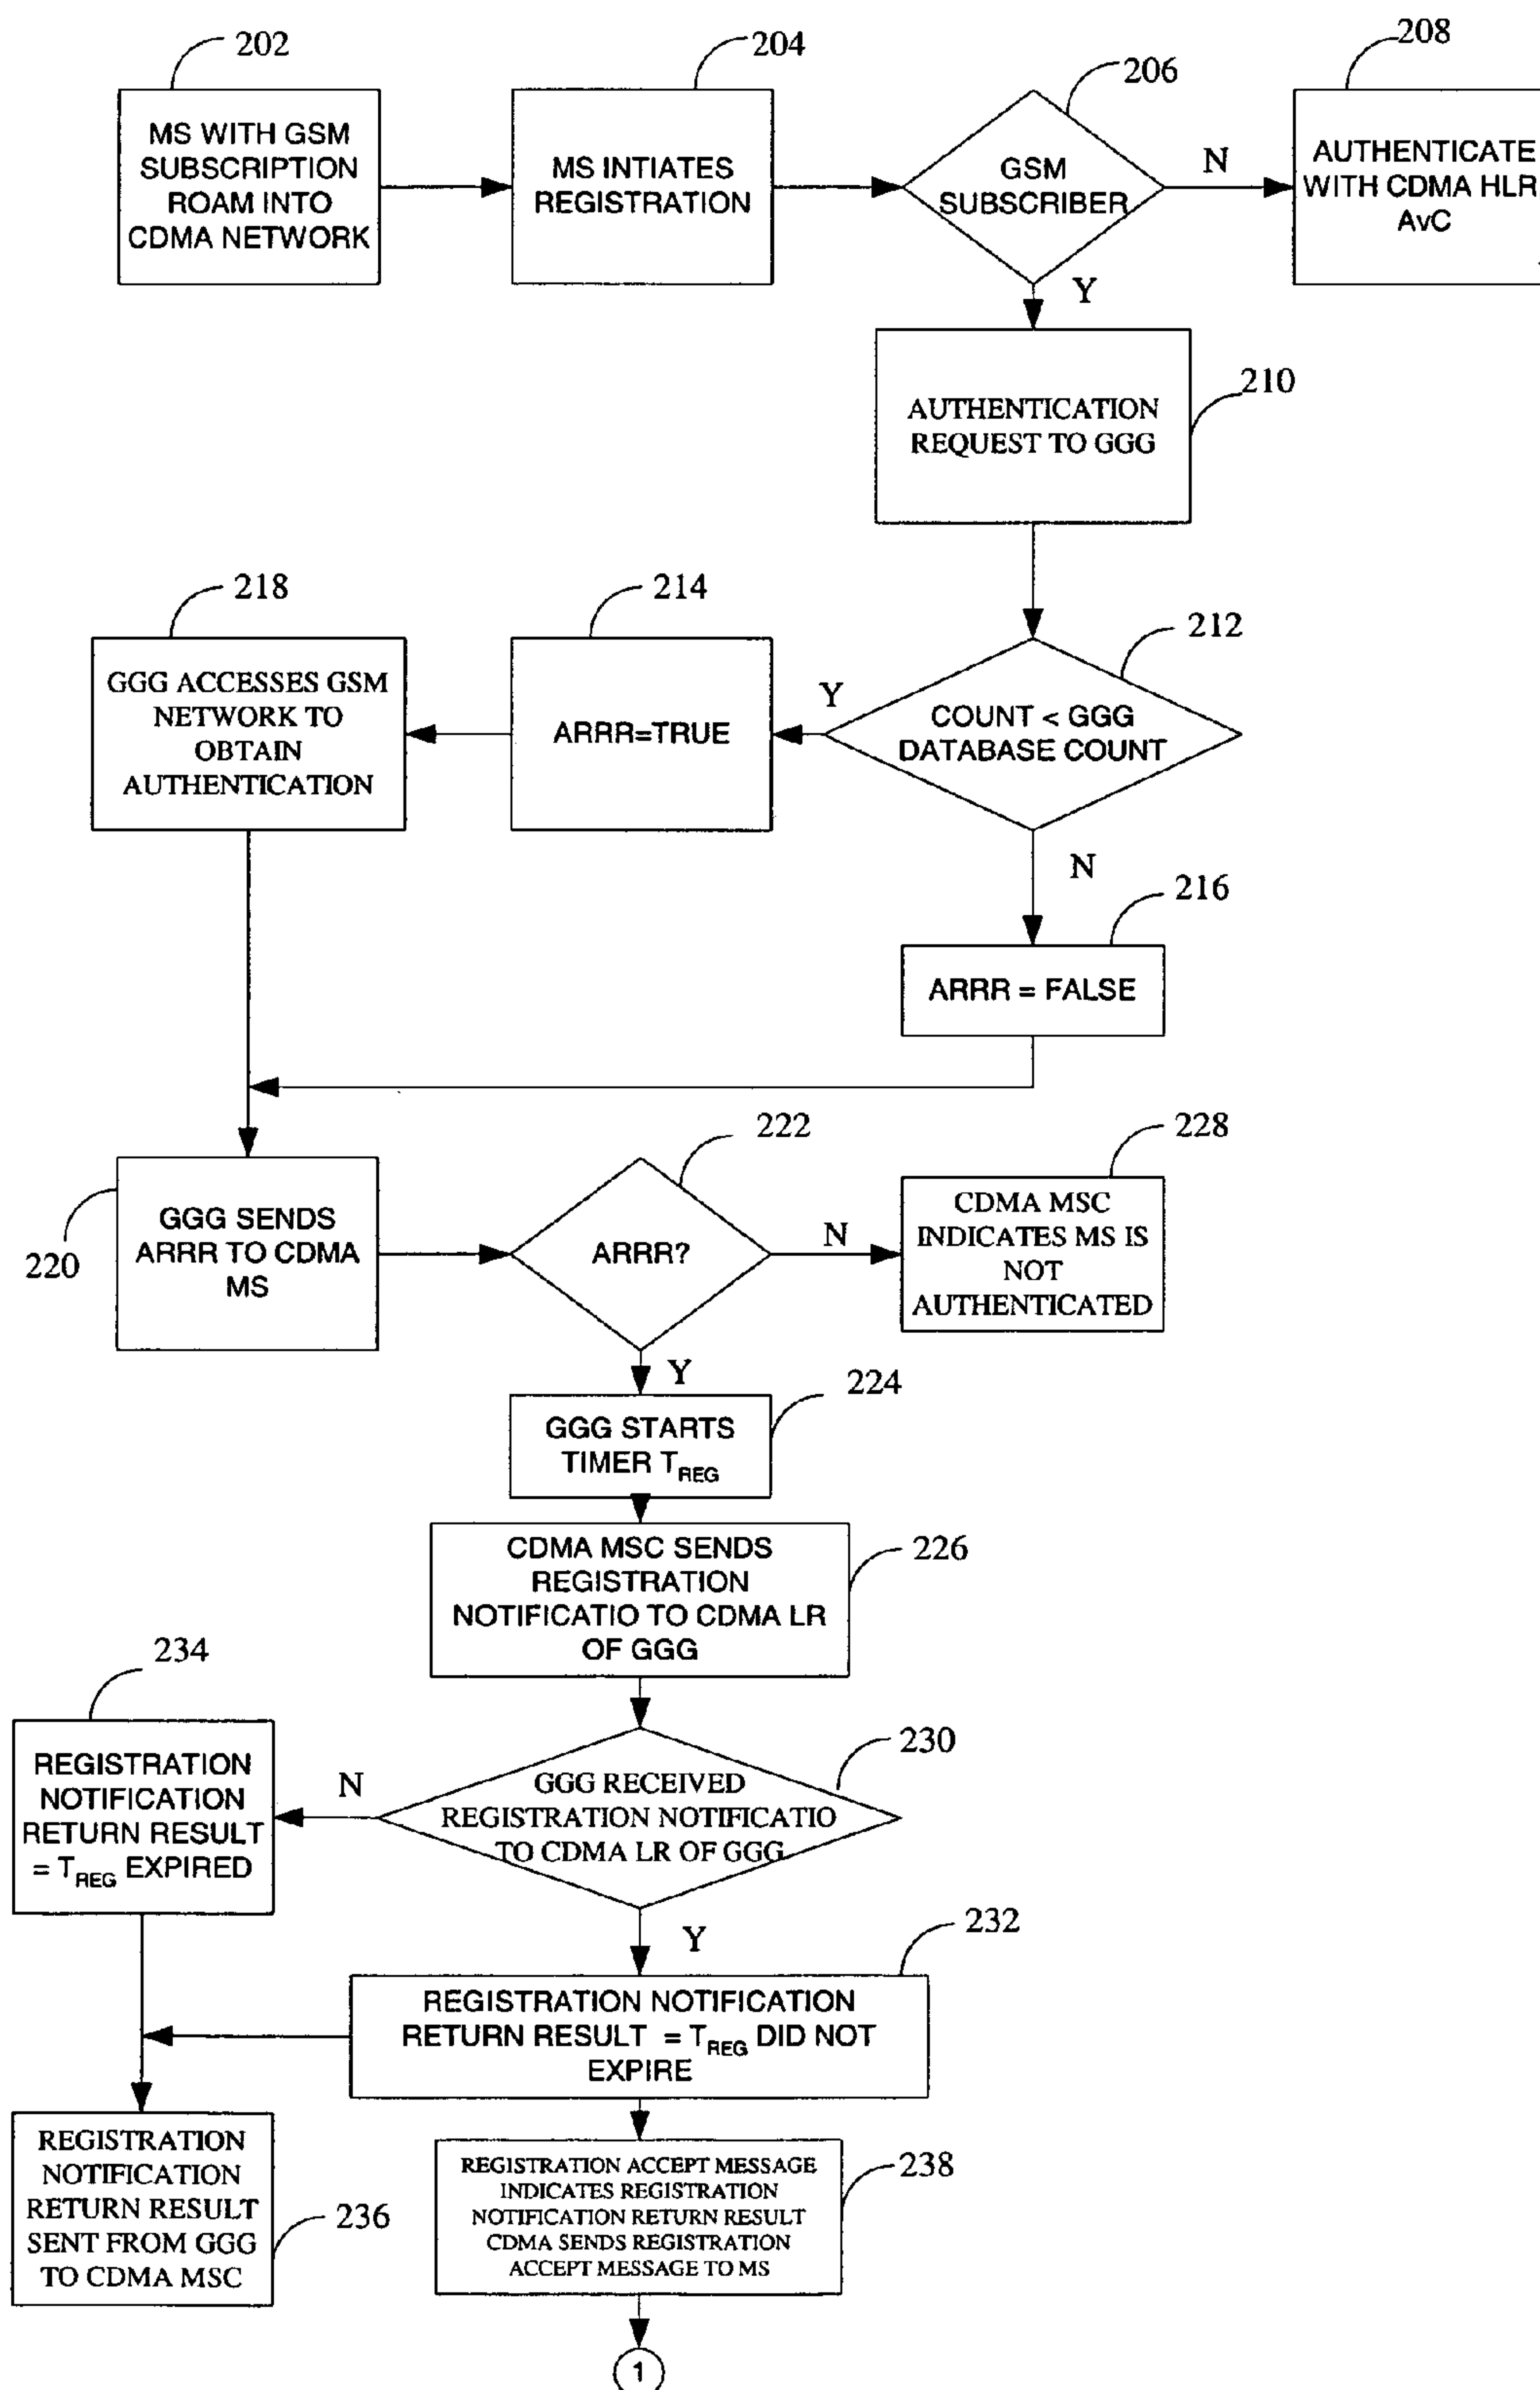 202
204
206
208
MS WITH GSM
SUBSCRIPTION
ROAM INTO
CDMA NETWORK
MS INTIATES
REGISTRATION
GSM
SUBSCRIBER
N
AUTHENTICATE
WITH CDMA HLR
AvC
Y
210
AUTHENTICATION
REQUEST TO GGG
218
214
212
GGG ACCESSES GSM
NETWORK TO
OBTAIN
AUTHENTICATION
ARRR=TRUE
Y
COUNT < GGG
DATABASE COUNT
N
216
ARRR = FALSE
222
228
220
GGG SENDS
ARRR TO CDMA
MS
ARRR?
N
CDMA MSC
INDICATES MS IS
NOT
AUTHENTICATED
Y
224
GGG STARTS
TIMER TREG
226
CDMA MSC SENDS
REGISTRATION
NOTIFICATIO TO CDMA LR
OF GGG
234
230
REGISTRATION
NOTIFICATION
RETURN RESULT
= TREG EXPIRED
N
GGG RECEIVED
REGISTRATION NOTIFICATIO
TO CDMA LR OF GGG
Y
232
REGISTRATION NOTIFICATION
RETURN RESULT = TREG DID NOT
EXPIRE
REGISTRATION
NOTIFICATION
RETURN RESULT
SENT FROM GGG
TO CDMA MSC
236
REGISTRATION ACCEPT MESSAGE
INDICATES REGISTRATION
NOTIFICATION RETURN RESULT
CDMA SENDS REGISTRATION
ACCEPT MESSAGE TO MS
238
1